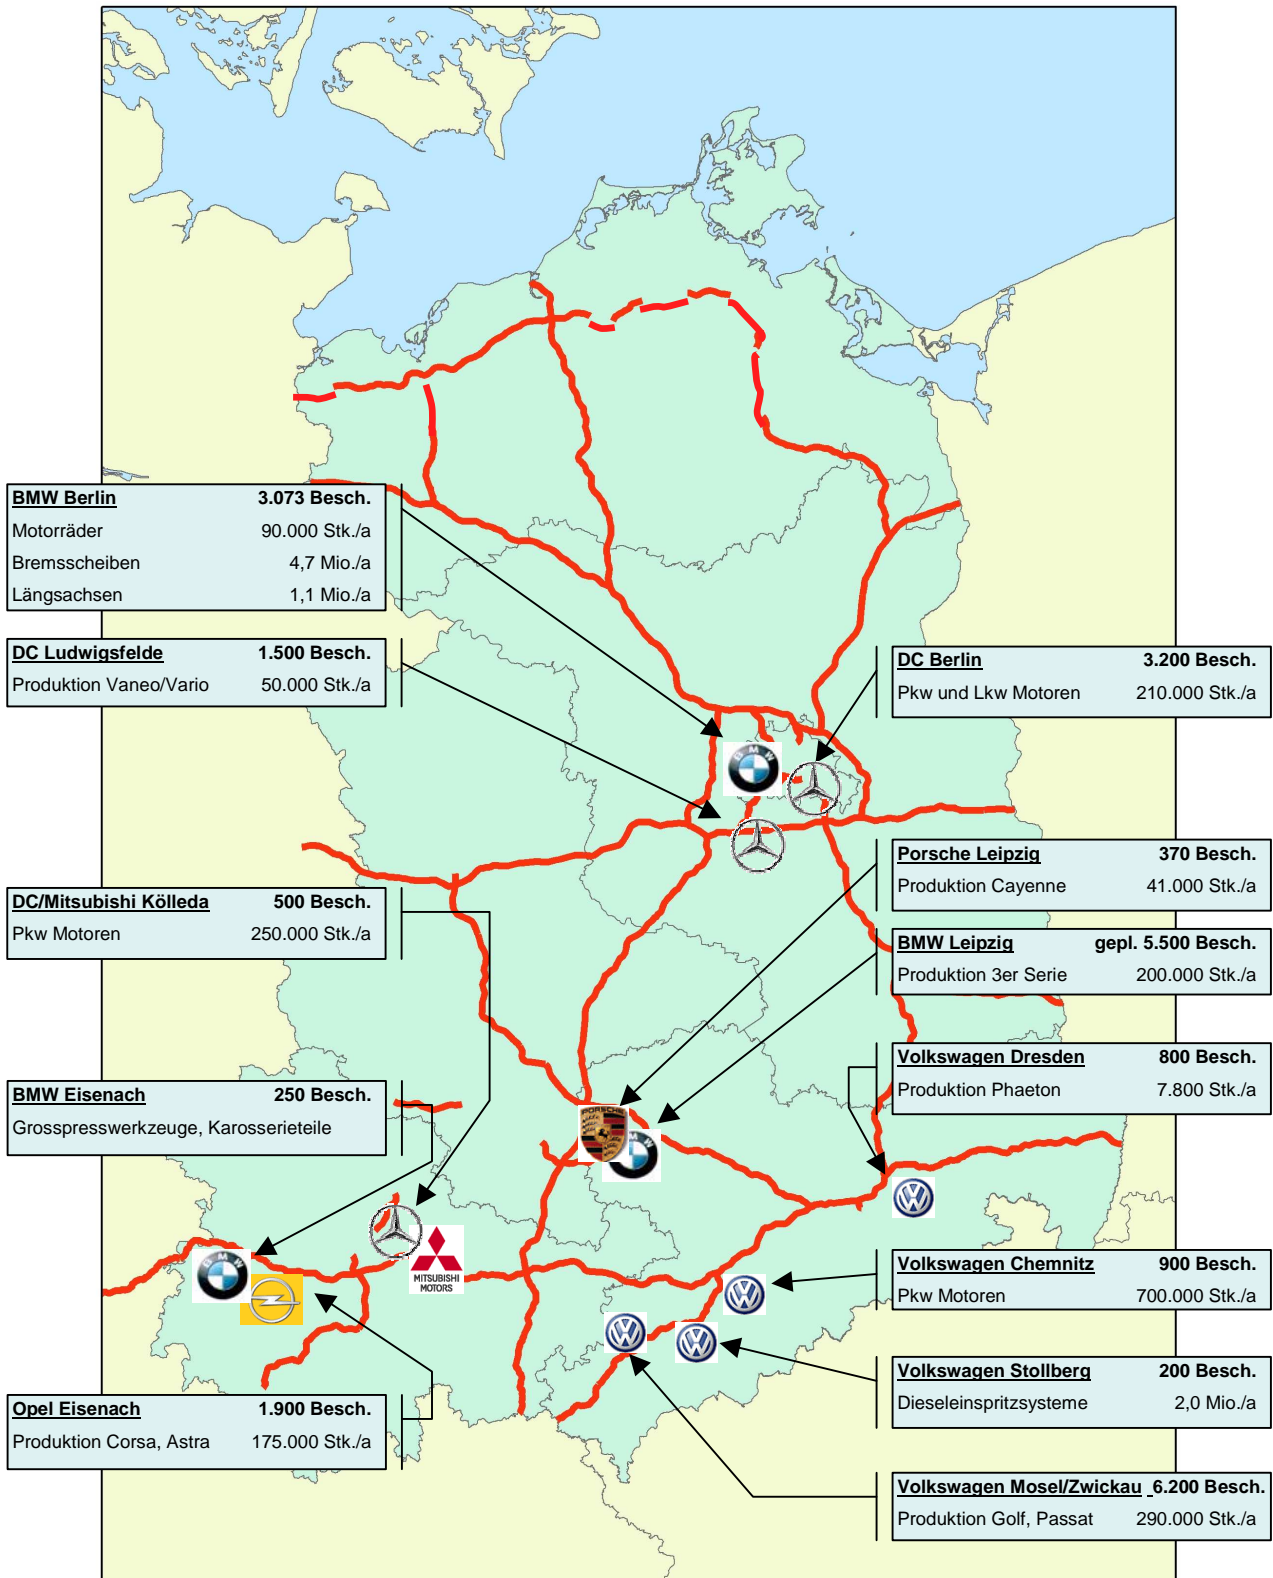 BMW Berlin 3.073 Besch.
Motorräder 90.000 Stk./a
Bremsscheiben 4,7 Mio./a
Längsachsen 1,1 Mio./a
DC Ludwigsfelde 1.500 Besch.
Produktion Vaneo/Vario 50.000 Stk./a
DC Berlin 3.200 Besch.
Pkw und Lkw Motoren 210.000 Stk./a
BMW
Porsche Leipzig 370 Besch.
Produktion Cayenne 41.000 Stk./a
DC/Mitsubishi Kölleda 500 Besch.
Pkw Motoren 250.000 Stk./a
BMW Leipzig gepl. 5.500 Besch.
Produktion 3er Serie 200.000 Stk./a
Volkswagen Dresden 800 Besch.
Produktion Phaeton 7.800 Stk./a
BMW Eisenach 250 Besch.
Grosspresswerkzeuge, Karosserieteile
PORSCHE
BMW
BMW
MITSUBISHI
MOTORS
Volkswagen Chemnitz 900 Besch.
Pkw Motoren 700.000 Stk./a
Volkswagen Stollberg 200 Besch.
Dieseleinspritzsysteme 2,0 Mio./a
Opel Eisenach 1.900 Besch.
Produktion Corsa, Astra 175.000 Stk./a
Volkswagen Mosel/Zwickau 6.200 Besch.
Produktion Golf, Passat 290.000 Stk./a